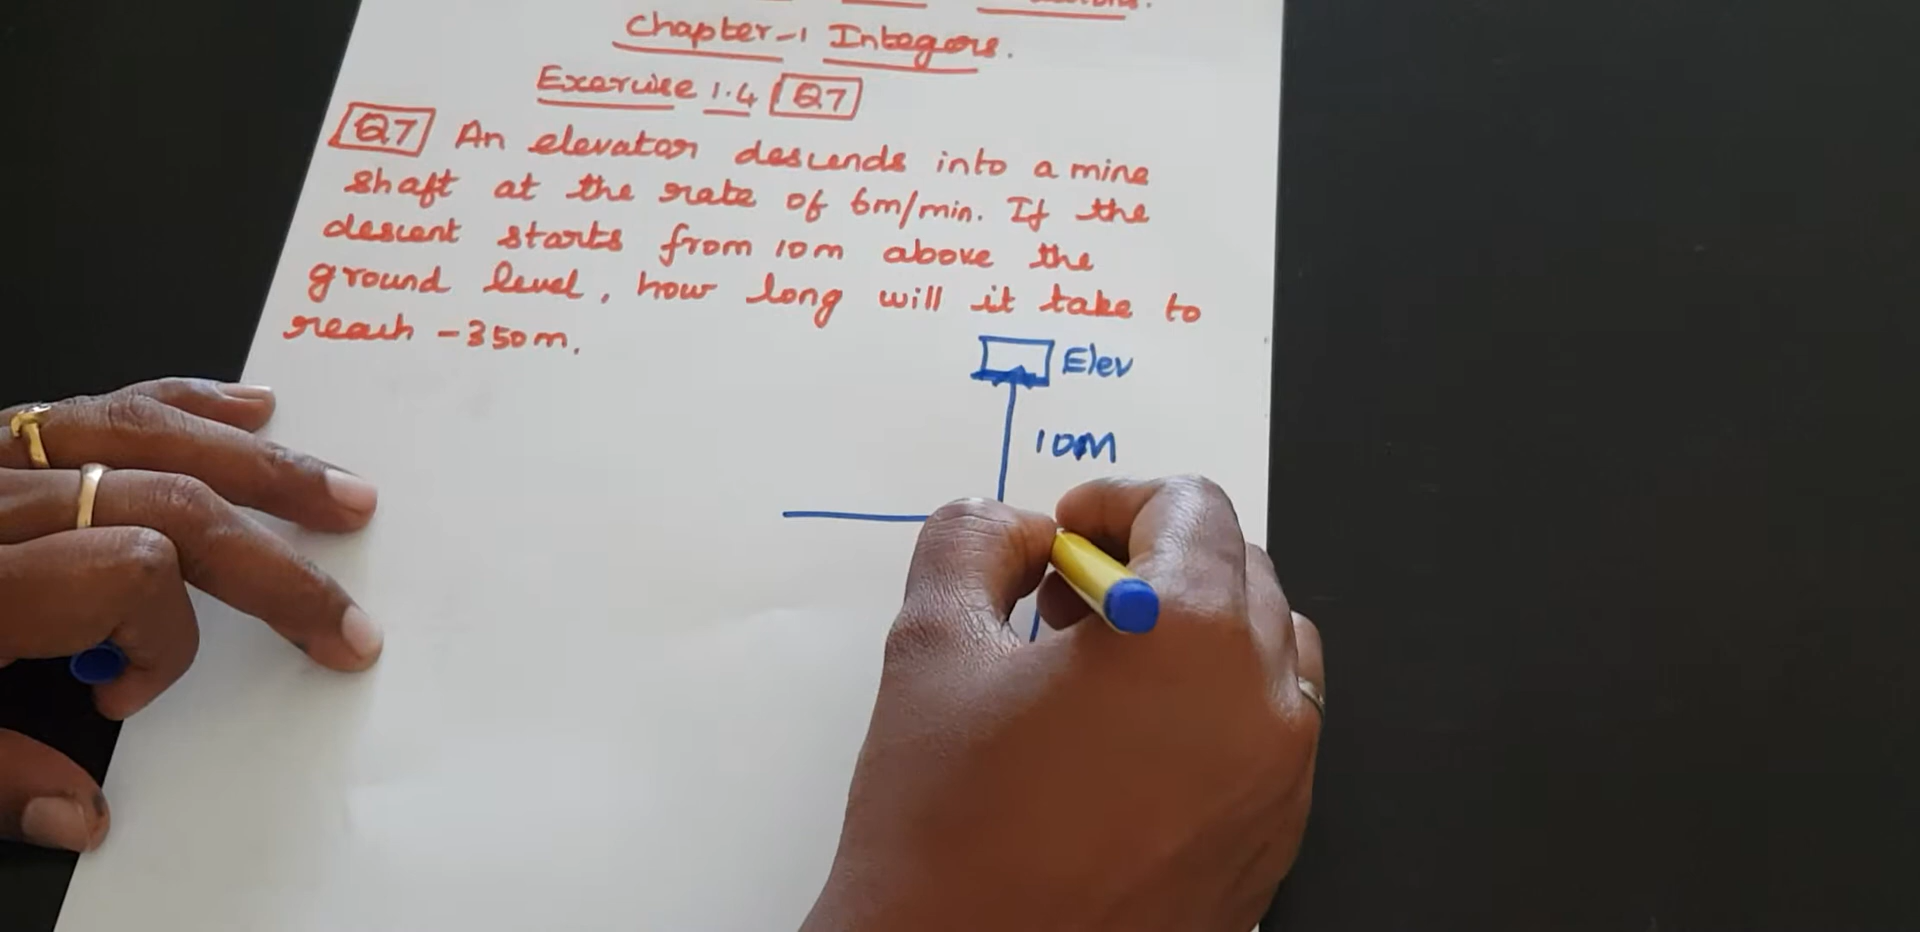 Chapter-1 Integers.
Exercise 1.4 Q7
Q7 An elevator descends into a mine
shaft at the rate of 6m/min. If the
descent starts from 10m above the
ground level, how long will it take to
reach -350m.
Elev
10M